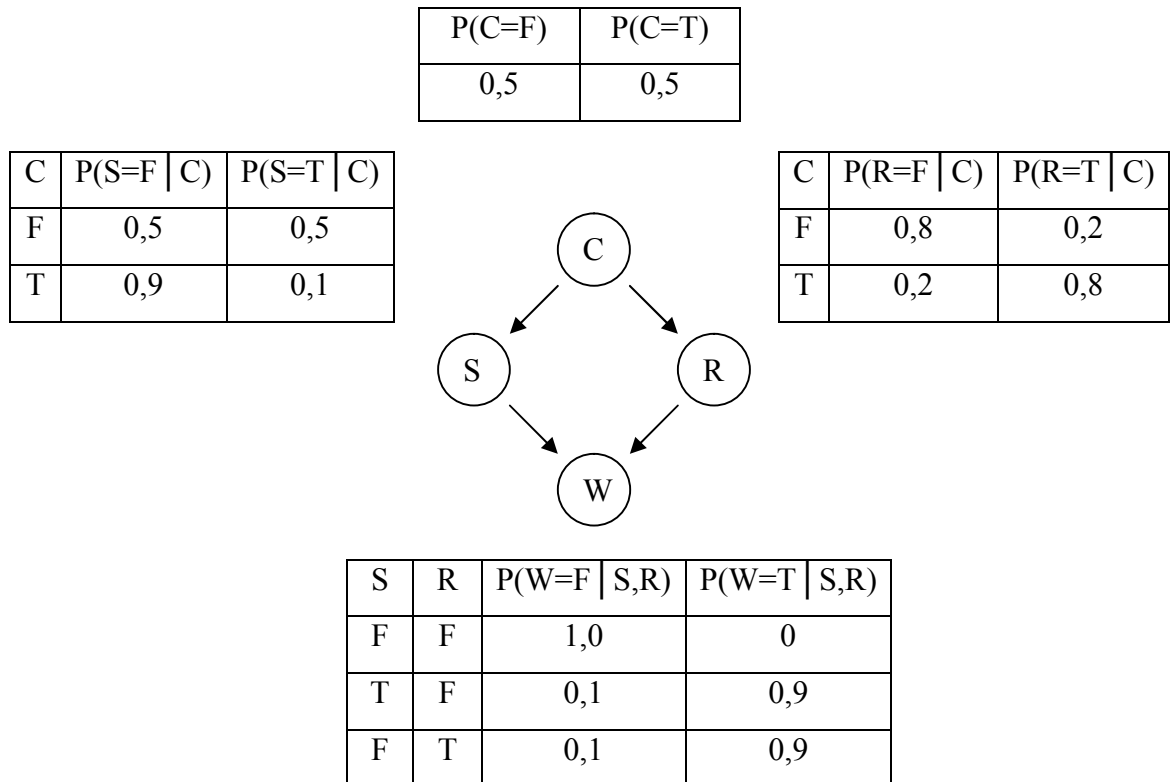 P(C=F) P(C=T)
0,5 0,5
C P(S=F | C) P(S=T | C)
F 0,5 0,5
T 0,9 0,1
C P(R=F | C) P(R=T | C)
F 0,8 0,2
T 0,2 0,8
C
S R
W
S R P(W=F | S,R) P(W=T | S,R)
F F 1,0 0
T F 0,1 0,9
F T 0,1 0,9